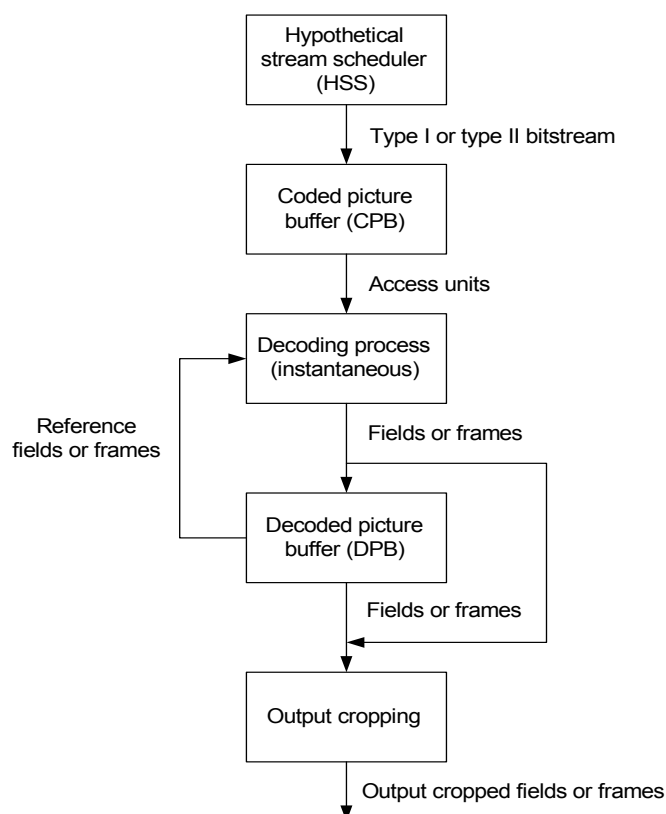 Hypothetical
stream scheduler
(HSS)
Type I or type II bitstream
Coded picture
buffer (CPB)
Access units
Decoding process
(instantaneous)
Reference
fields or frames
Fields or frames
Decoded picture
buffer (DPB)
Fields or frames
Output cropping
Output cropped fields or frames